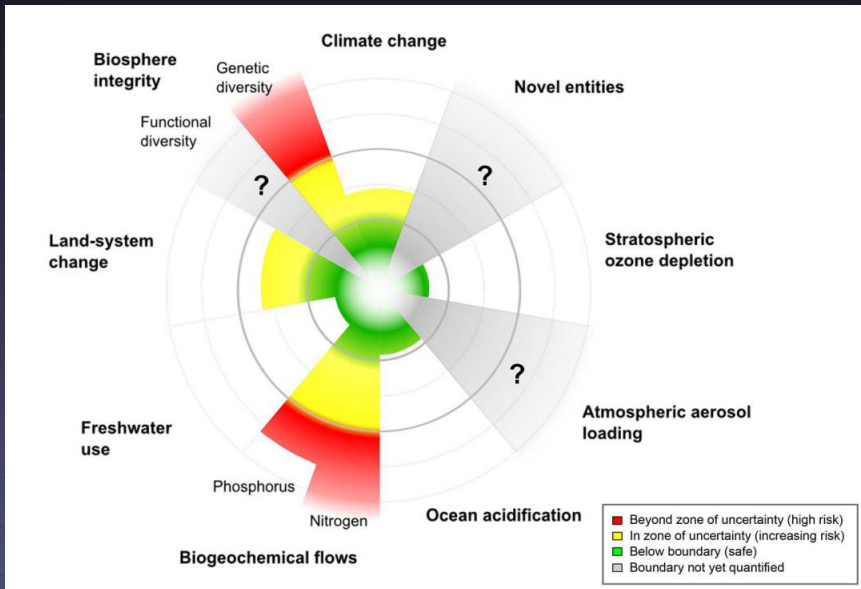 Climate change
Biosphere
integrity
Genetic
diversity
Novel entities
Functional
diversity
?
?
Land-system
change
Stratospheric
ozone depletion
?
Atmospheric aerosol
loading
Freshwater
use
Phosphorus
Nitrogen
Ocean acidification
Biogeochemical flows
Beyond zone of uncertainty (high risk)
In zone of uncertainty (increasing risk)
Below boundary (safe)
Boundary not yet quantified